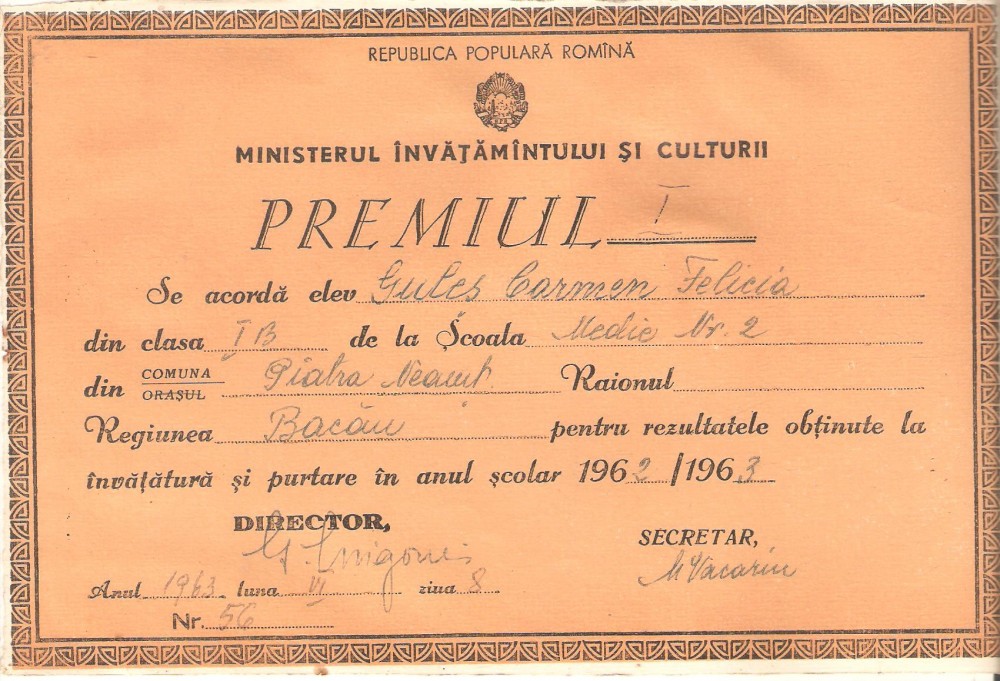 REPUBLICA POPULARĂ ROMÎNĂ
MINISTERUL ÎNVĂȚĂMÎNTULUI ȘI CULTURII
PREMIUL I
Se acordă elev Gules Carmen Felicia
din clasa I B de la Școala Medie Nr. 2
din COMUNA ORAȘUL Piatra Neamț Raionul
Regiunea Bacău pentru rezultatele obținute la
învățătură și purtare în anul școlar 1962/1963
DIRECTOR,
SECRETAR,
M Vacariu
Anul 1963 luna VI ziua 8
Nr. 56